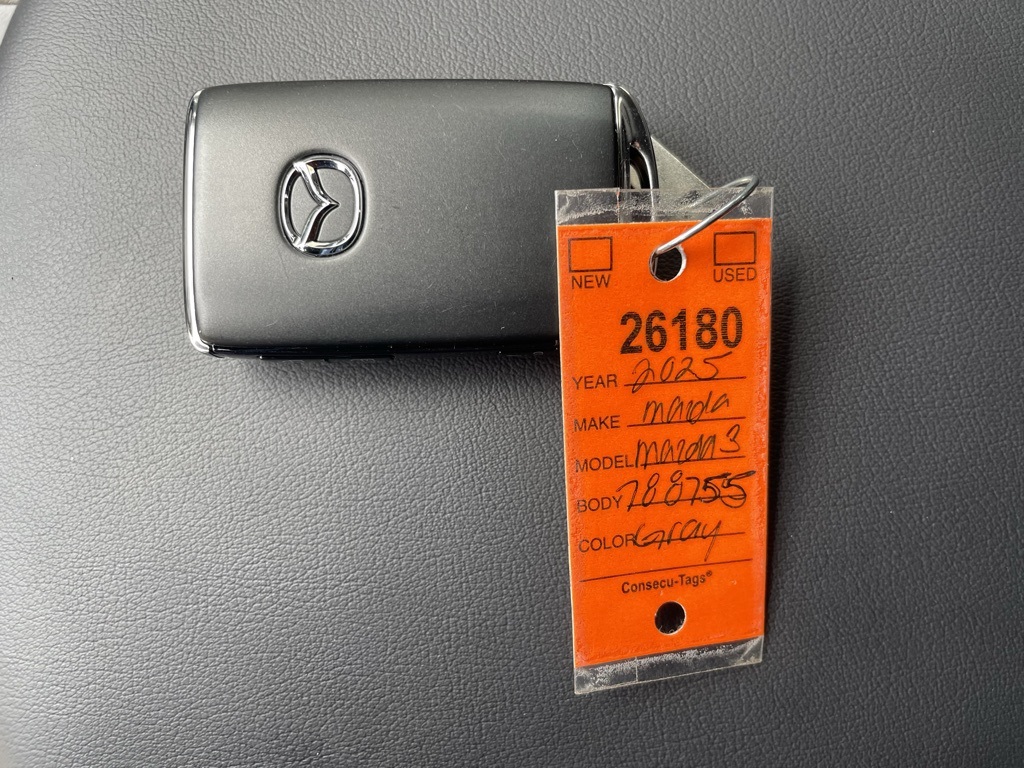 NEW USED
26180
YEAR 2025
MAKE mazda
MODEL mazda 3
BODY 788755
COLOR Gray
Consecu-Tags®